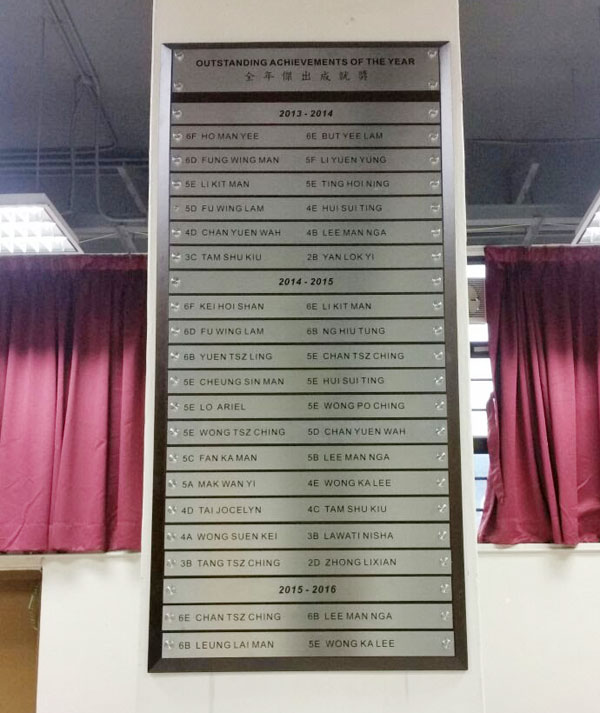 OUTSTANDING ACHIEVEMENTS OF THE YEAR
全年傑出成就獎
2013 - 2014
6F HO MAN YEE 6E BUT YEE LAM
6D FUNG WING MAN 5F LI YUEN YUNG
5E LI KIT MAN 5E TING HOI NING
5D FU WING LAM 4E HUI SUI TING
4D CHAN YUEN WAH 4B LEE MAN NGA
3C TAM SHU KIU 2B YAN LOK YI
2014 - 2015
6F KEI HOI SHAN 6E LI KIT MAN
6D FU WING LAM 6B NG HIU TUNG
6B YUEN TSZ LING 5E CHAN TSZ CHING
5E CHEUNG SIN MAN 5E HUI SUI TING
5E LO ARIEL 5E WONG PO CHING
5E WONG TSZ CHING 5D CHAN YUEN WAH
5C FAN KA MAN 5B LEE MAN NGA
5A MAK WAN YI 4E WONG KA LEE
4D TAI JOCELYN 4C TAM SHU KIU
4A WONG SUEN KEI 3B LAWATI NISHA
3B TANG TSZ CHING 2D ZHONG LIXIAN
2015 - 2016
6E CHAN TSZ CHING 6B LEE MAN NGA
6B LEUNG LAI MAN 5E WONG KA LEE